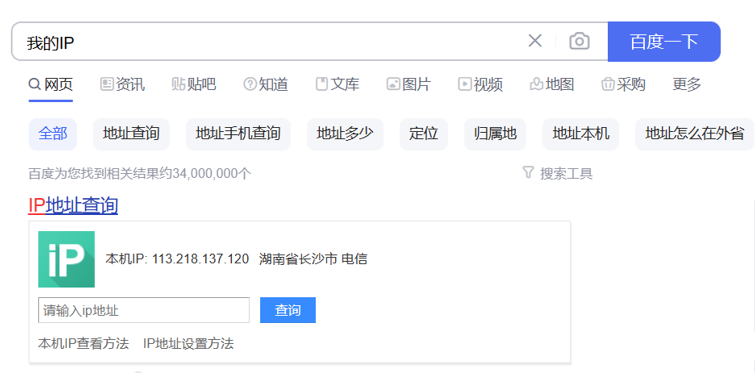 我的IP 百度一下
网页 资讯 贴吧 知道 文库 图片 视频 地图 采购 更多
全部 地址查询 地址手机查询 地址多少 定位 归属地 地址本机 地址怎么在外省
百度为您找到相关结果约34,000,000个 搜索工具
IP地址查询
iP 本机IP: 113.218.137.120 湖南省长沙市 电信
请输入ip地址 查询
本机IP查看方法 IP地址设置方法